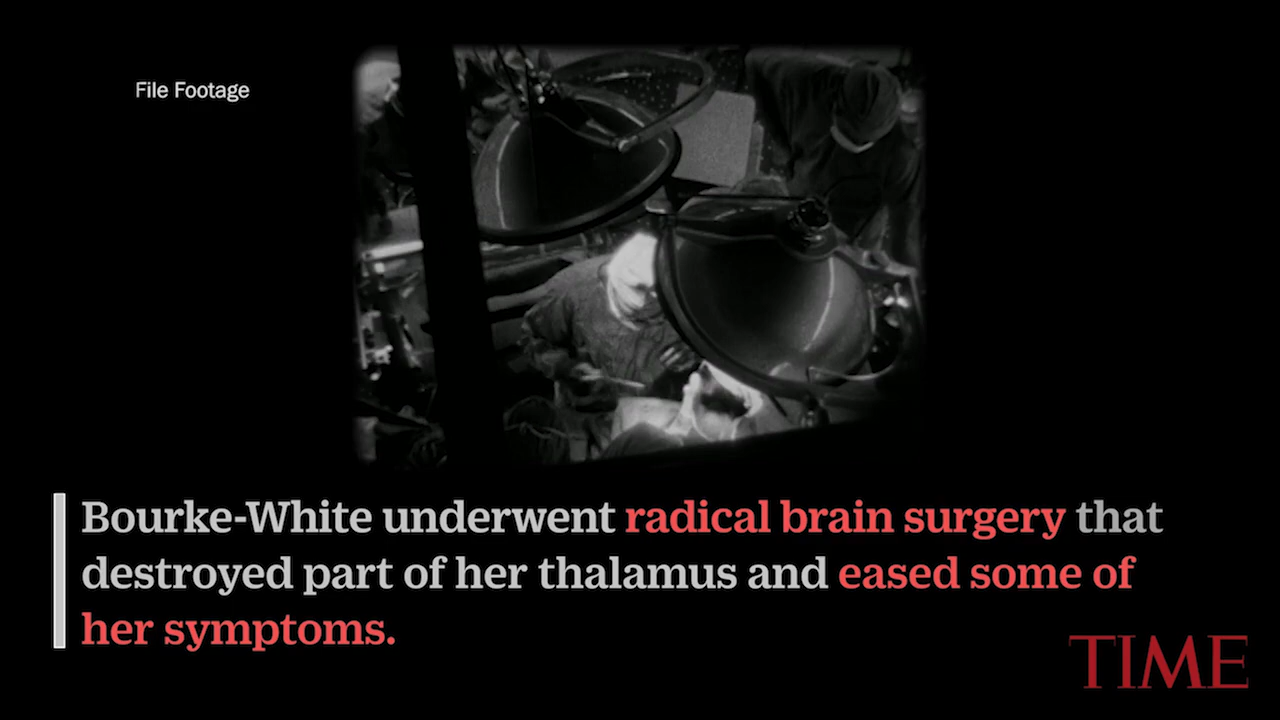 File Footage
Bourke-White underwent radical brain surgery that
destroyed part of her thalamus and eased some of
her symptoms.
TIME